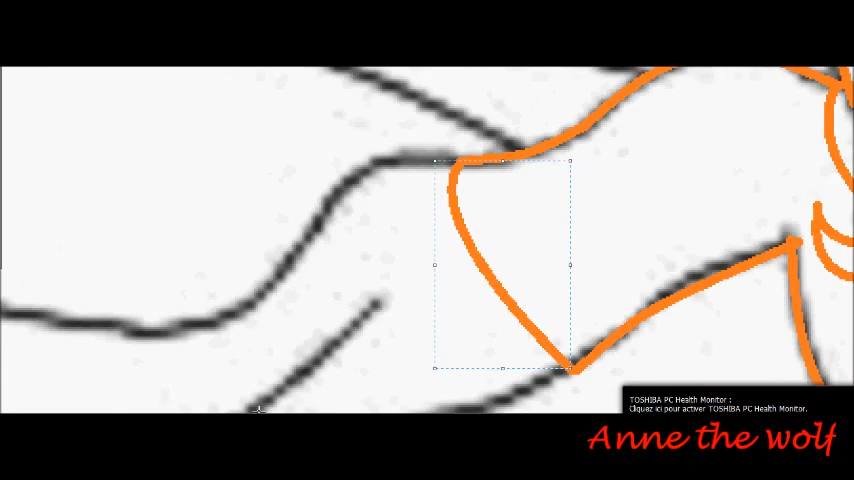 TOSHIBA PC Health Monitor :
Cliquez ici pour activer TOSHIBA PC Health Monitor.
Anne the wolf